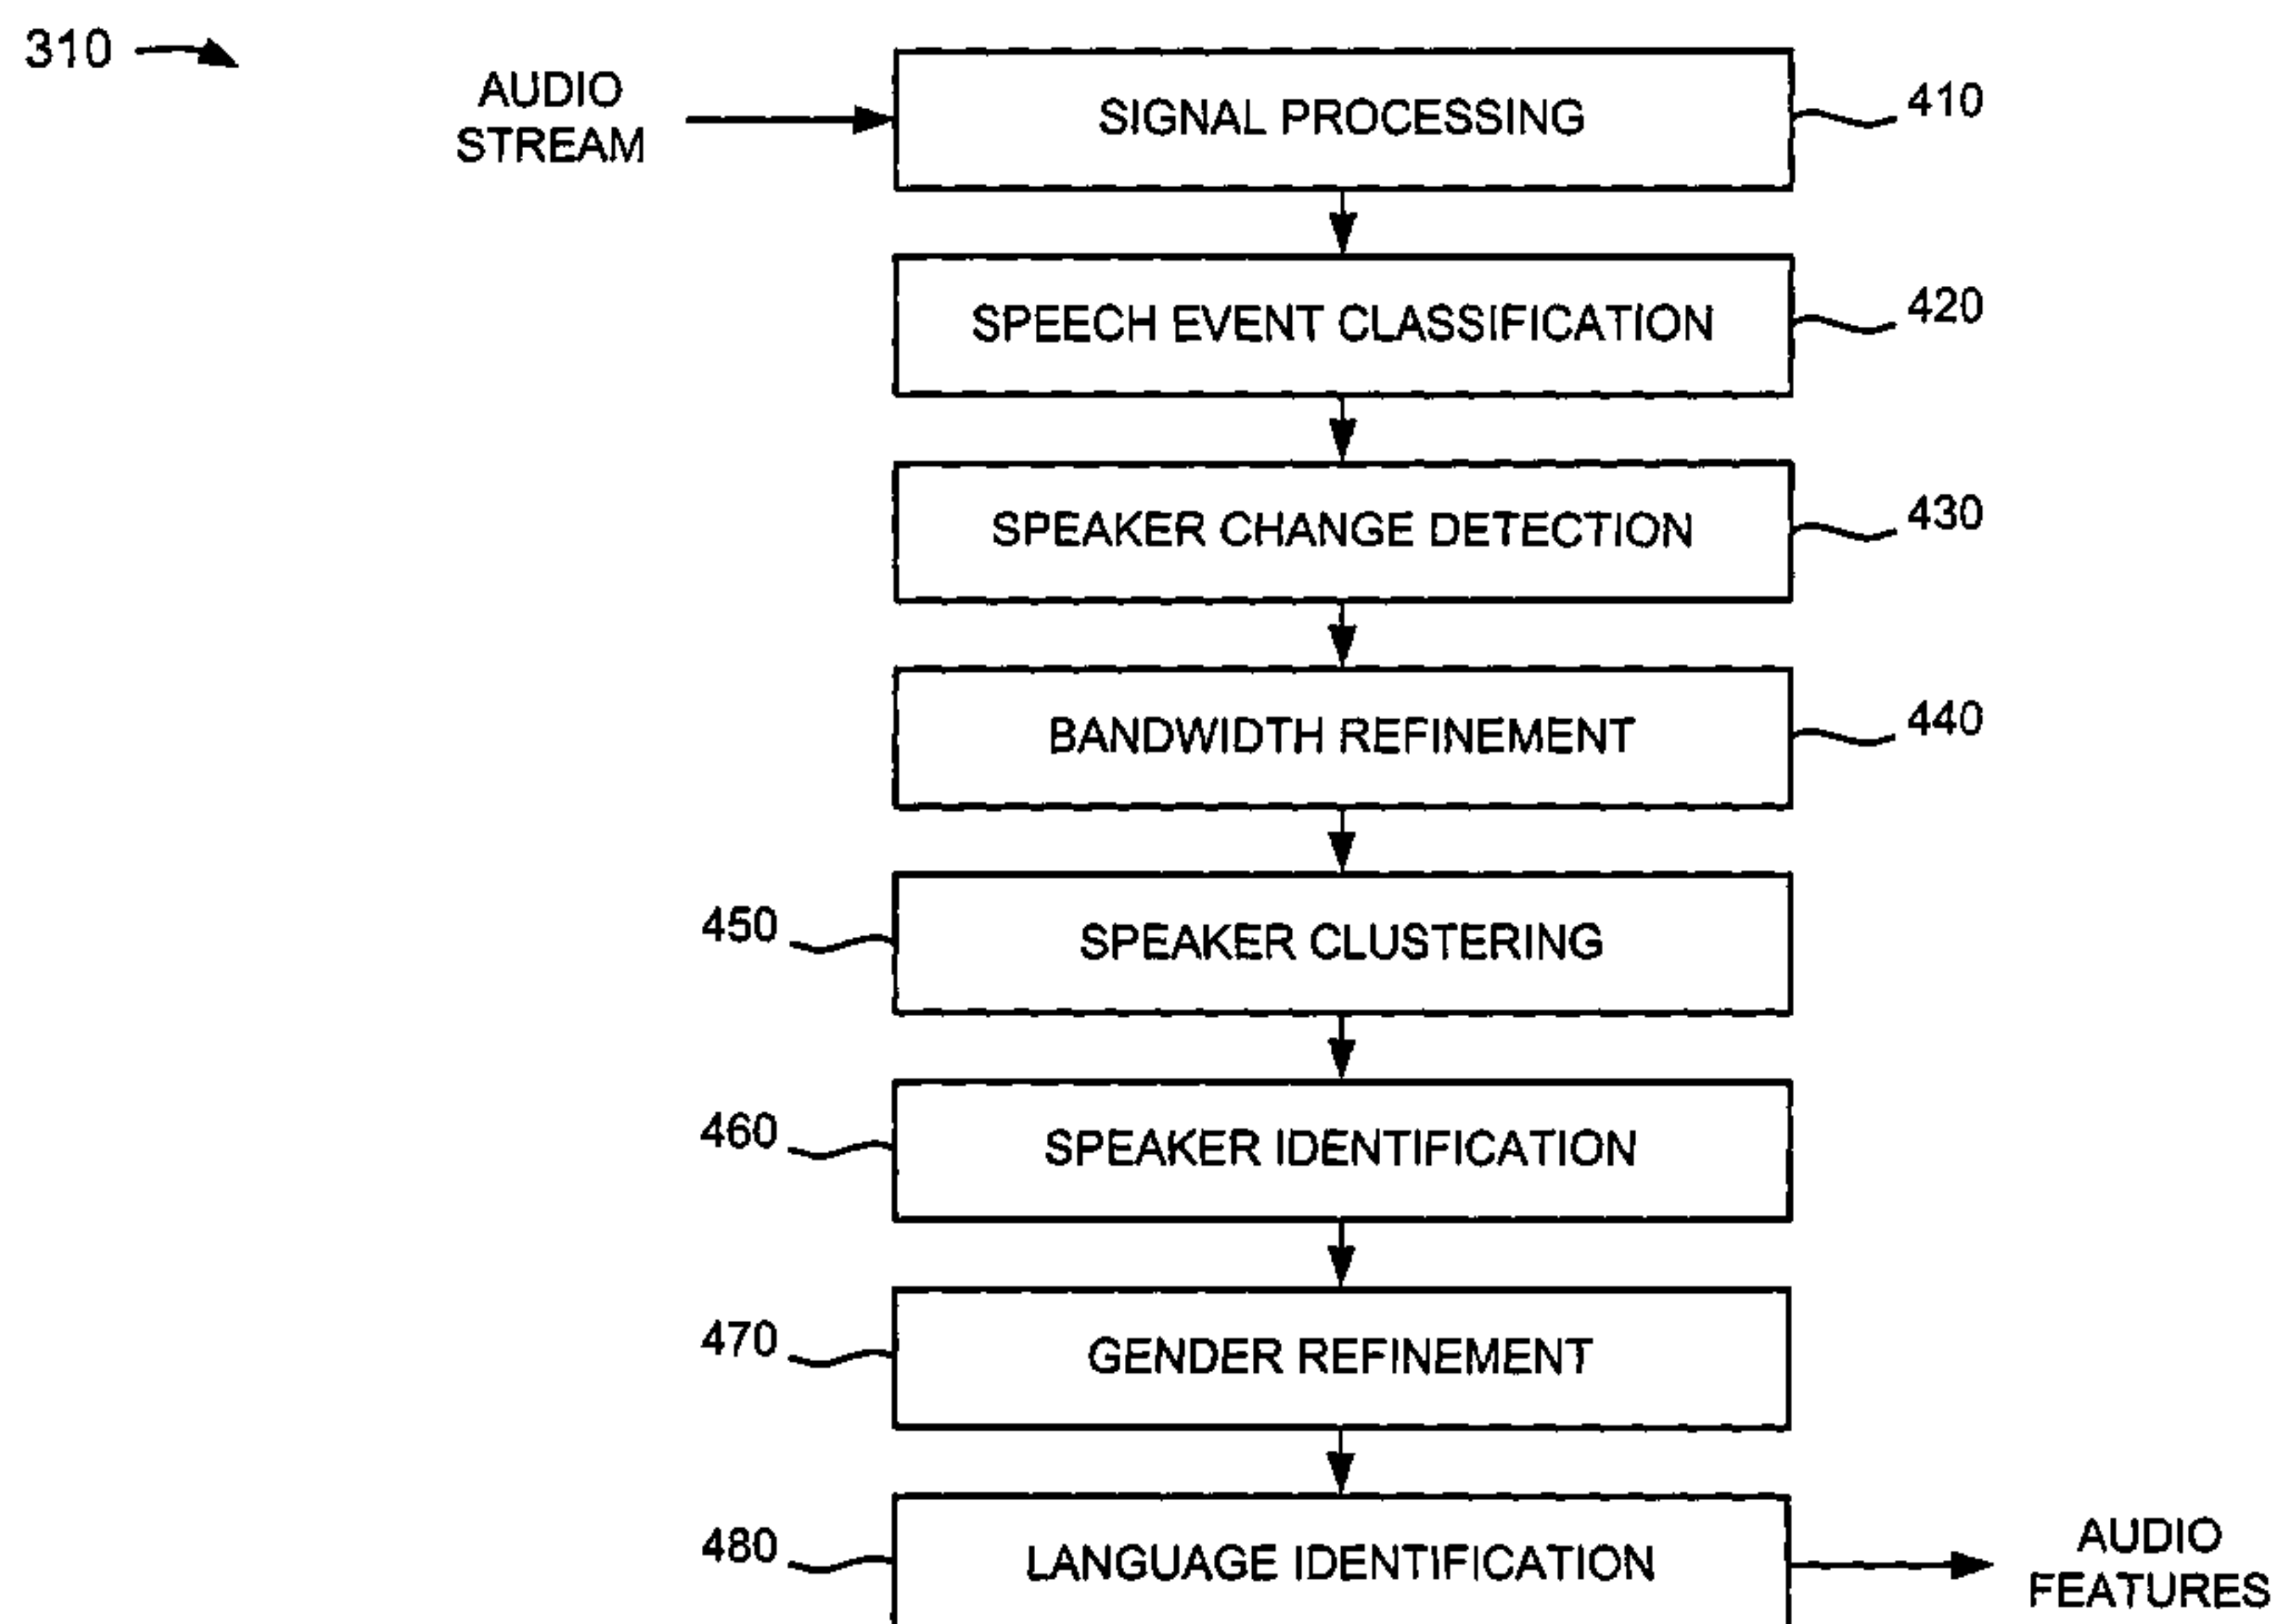 310
AUDIO
STREAM
SIGNAL PROCESSING
410
SPEECH EVENT CLASSIFICATION
420
SPEAKER CHANGE DETECTION
430
BANDWIDTH REFINEMENT
440
450
SPEAKER CLUSTERING
460
SPEAKER IDENTIFICATION
470
GENDER REFINEMENT
480
LANGUAGE IDENTIFICATION
AUDIO
FEATURES